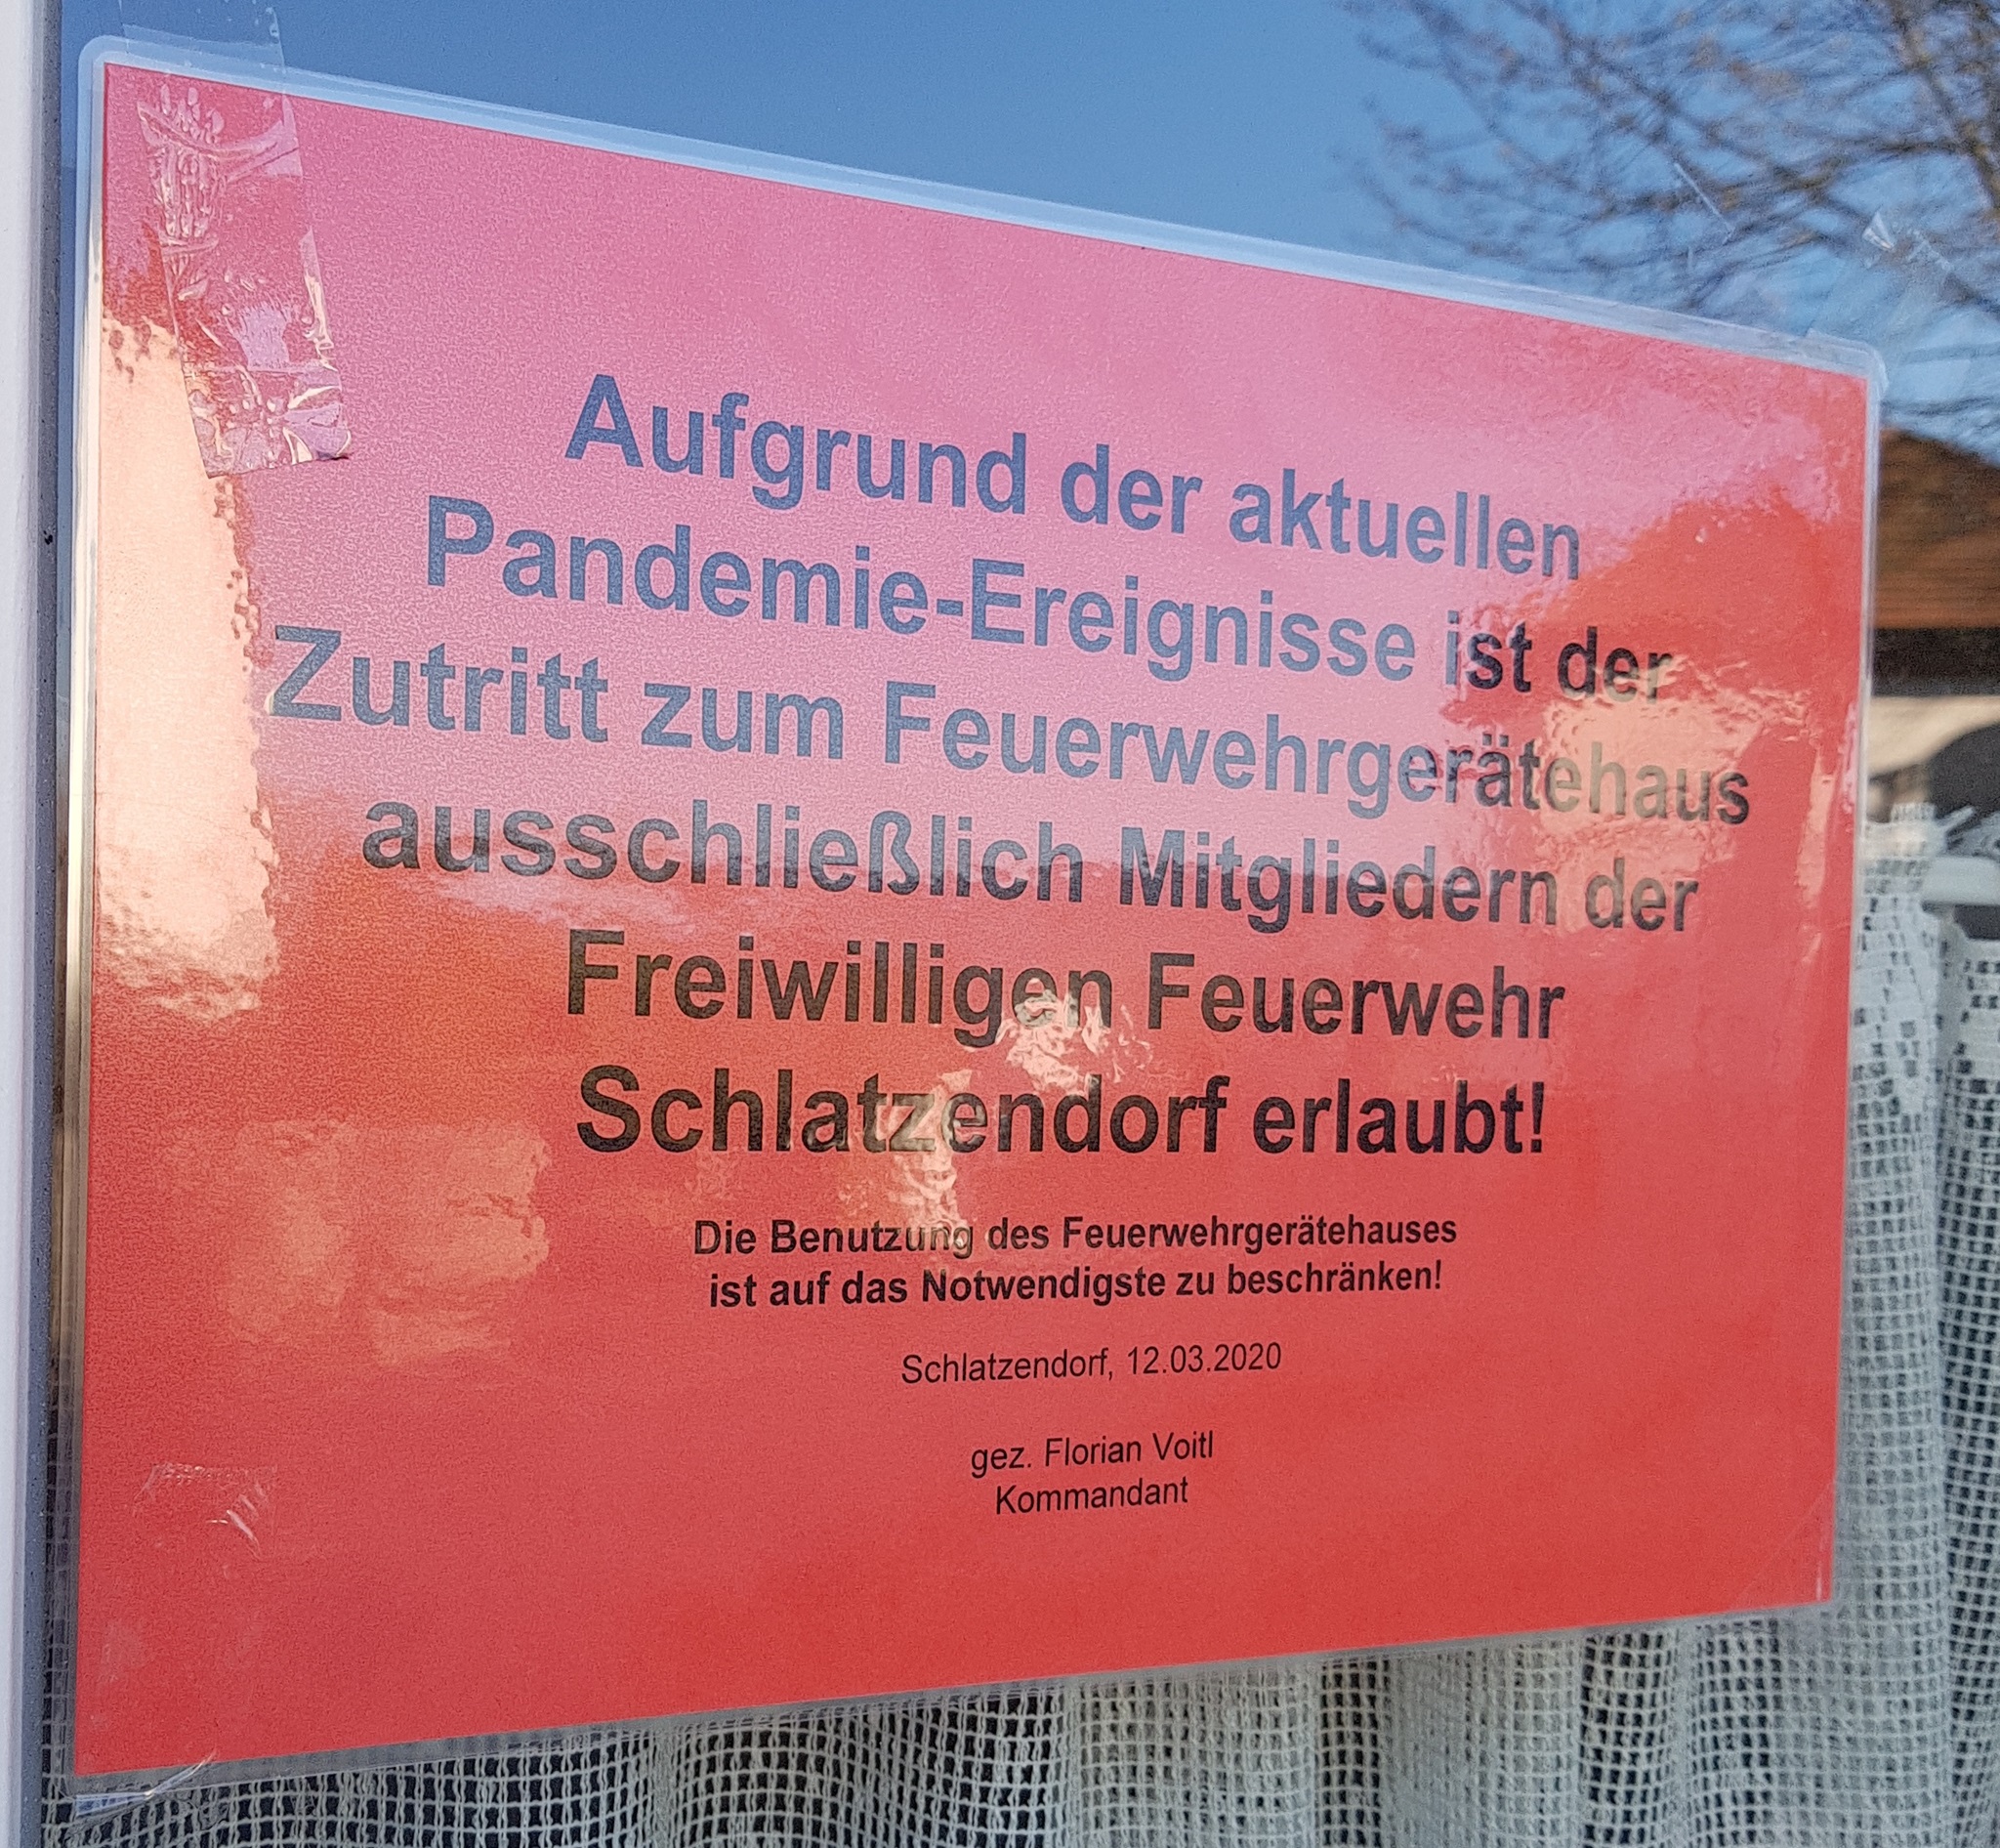 Aufgrund der aktuellen
Pandemie-Ereignisse ist der
Zutritt zum Feuerwehrgerätehaus
ausschließlich Mitgliedern der
Freiwilligen Feuerwehr
Schlatzendorf erlaubt!
Die Benutzung des Feuerwehrgerätehauses
ist auf das Notwendigste zu beschränken!
Schlatzendorf, 12.03.2020
gez. Florian Voitl
Kommandant